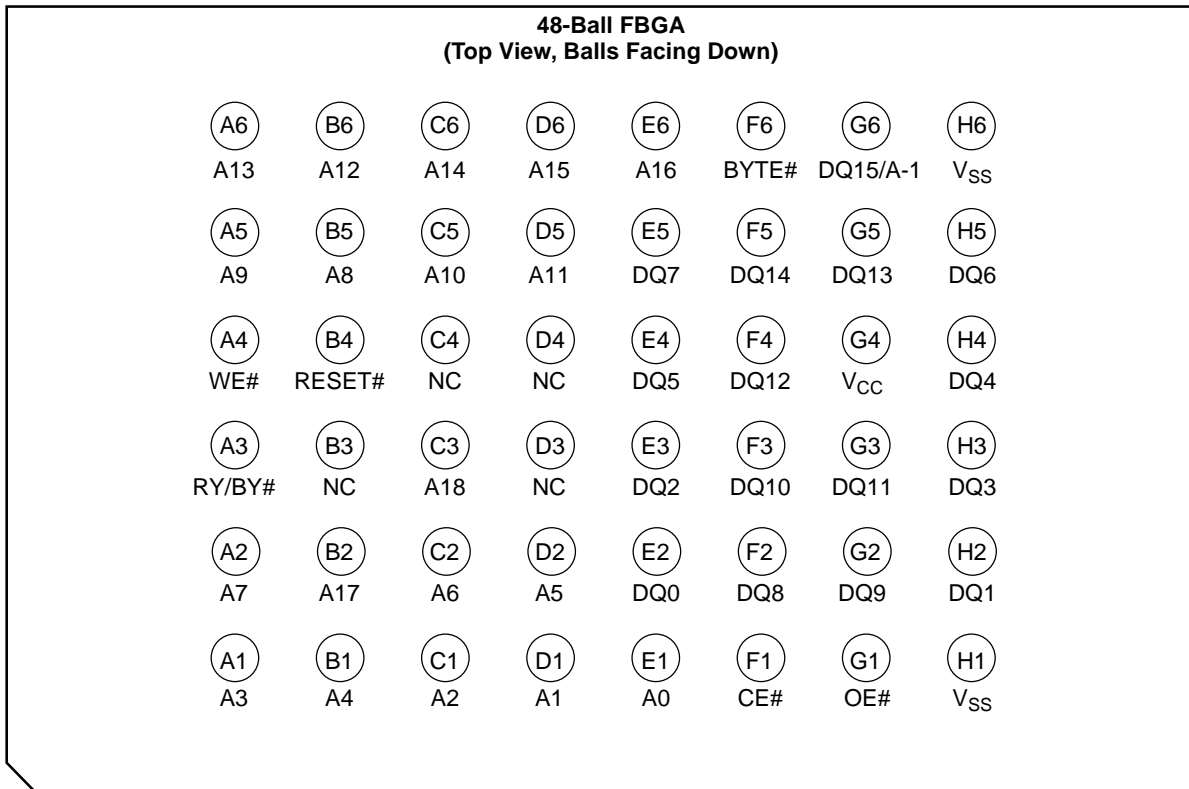 48-Ball FBGA
(Top View, Balls Facing Down)
A6 B6 C6 D6 E6 F6 G6 H6
A13 A12 A14 A15 A16 BYTE# DQ15/A-1 VSS
A5 B5 C5 D5 E5 F5 G5 H5
A9 A8 A10 A11 DQ7 DQ14 DQ13 DQ6
A4 B4 C4 D4 E4 F4 G4 H4
WE# RESET# NC NC DQ5 DQ12 VCC DQ4
A3 B3 C3 D3 E3 F3 G3 H3
RY/BY# NC A18 NC DQ2 DQ10 DQ11 DQ3
A2 B2 C2 D2 E2 F2 G2 H2
A7 A17 A6 A5 DQ0 DQ8 DQ9 DQ1
A1 B1 C1 D1 E1 F1 G1 H1
A3 A4 A2 A1 A0 CE# OE# VSS